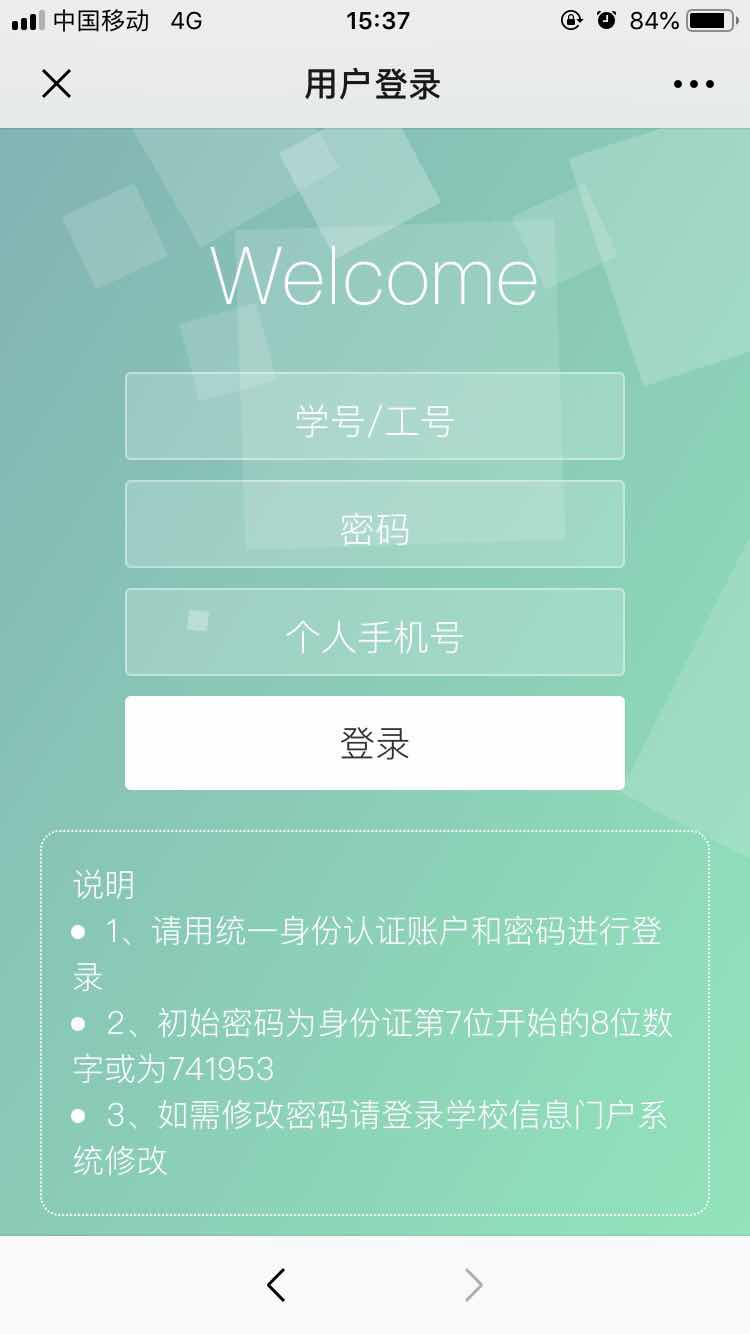 中国移动 4G 15:37 84%
用户登录
Welcome
学号/工号
密码
个人手机号
登录
说明
● 1、请用统一身份认证账户和密码进行登
录
● 2、初始密码为身份证第7位开始的8位数
字或为741953
● 3、如需修改密码请登录学校信息门户系
统修改